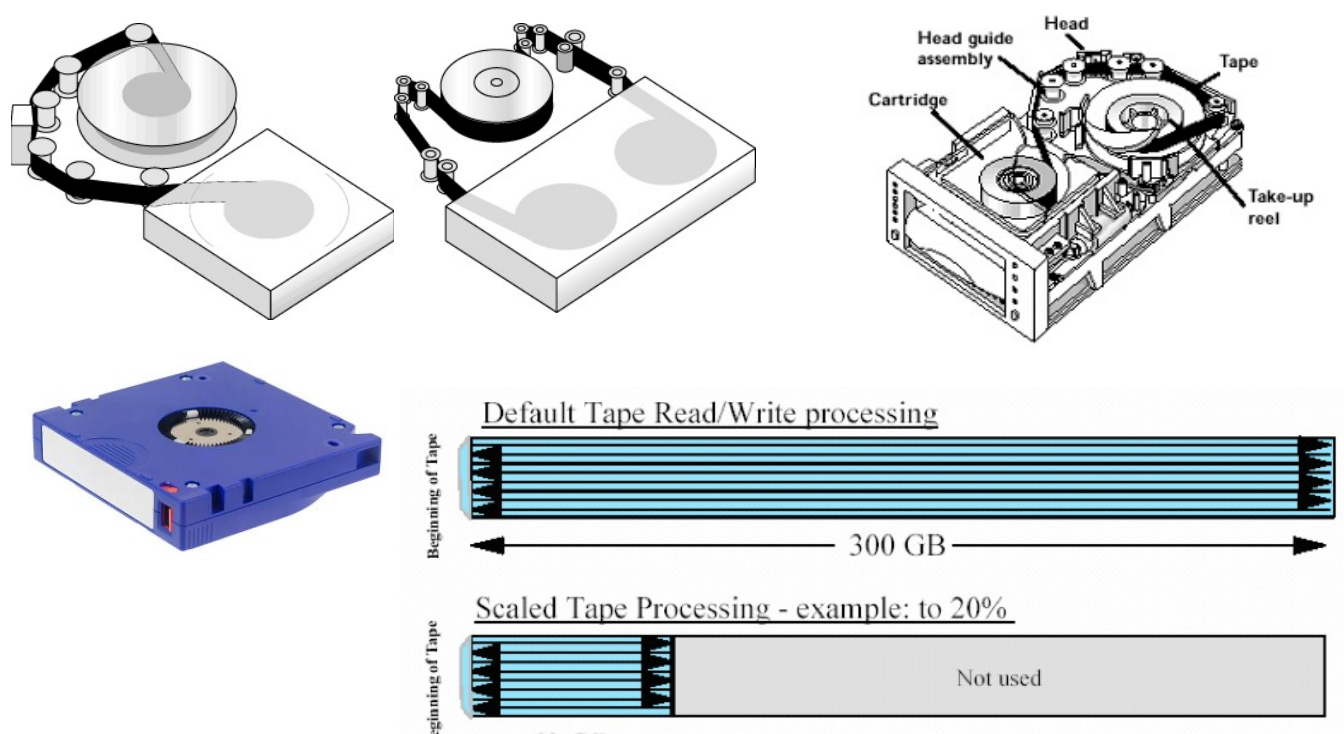 Head
Head guide
assembly
Tape
Cartridge
Take-up
reel
Default Tape Read/Write processing
Beginning of Tape
300 GB
Scaled Tape Processing - example: to 20%
Beginning of Tape
Not used